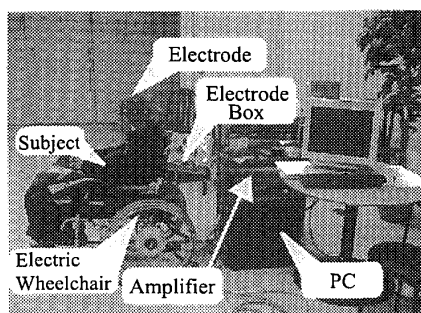 Electrode
Electrode
Box
Subject
Electric
Wheelchair
Amplifier
PC